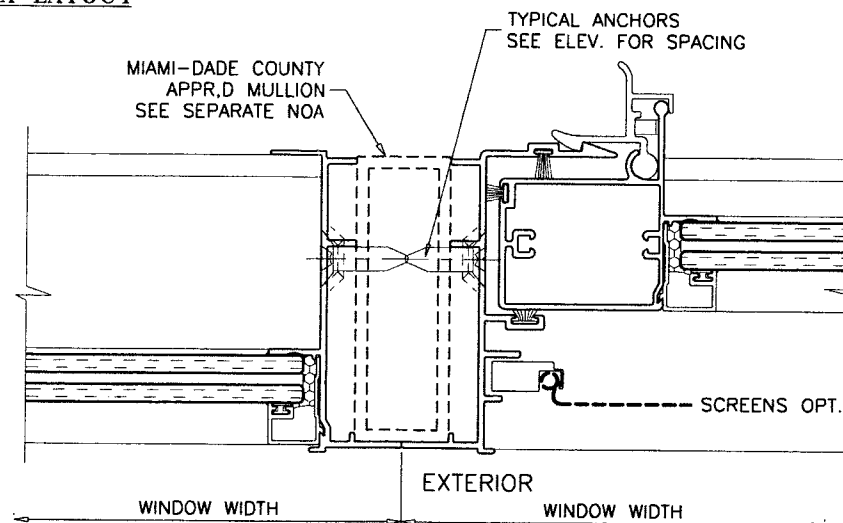 LAYOUT
TYPICAL ANCHORS
SEE ELEV. FOR SPACING
MIAMI-DADE COUNTY
APPR,D MULLION
SEE SEPARATE NOA
SCREENS OPT.
EXTERIOR
WINDOW WIDTH
WINDOW WIDTH